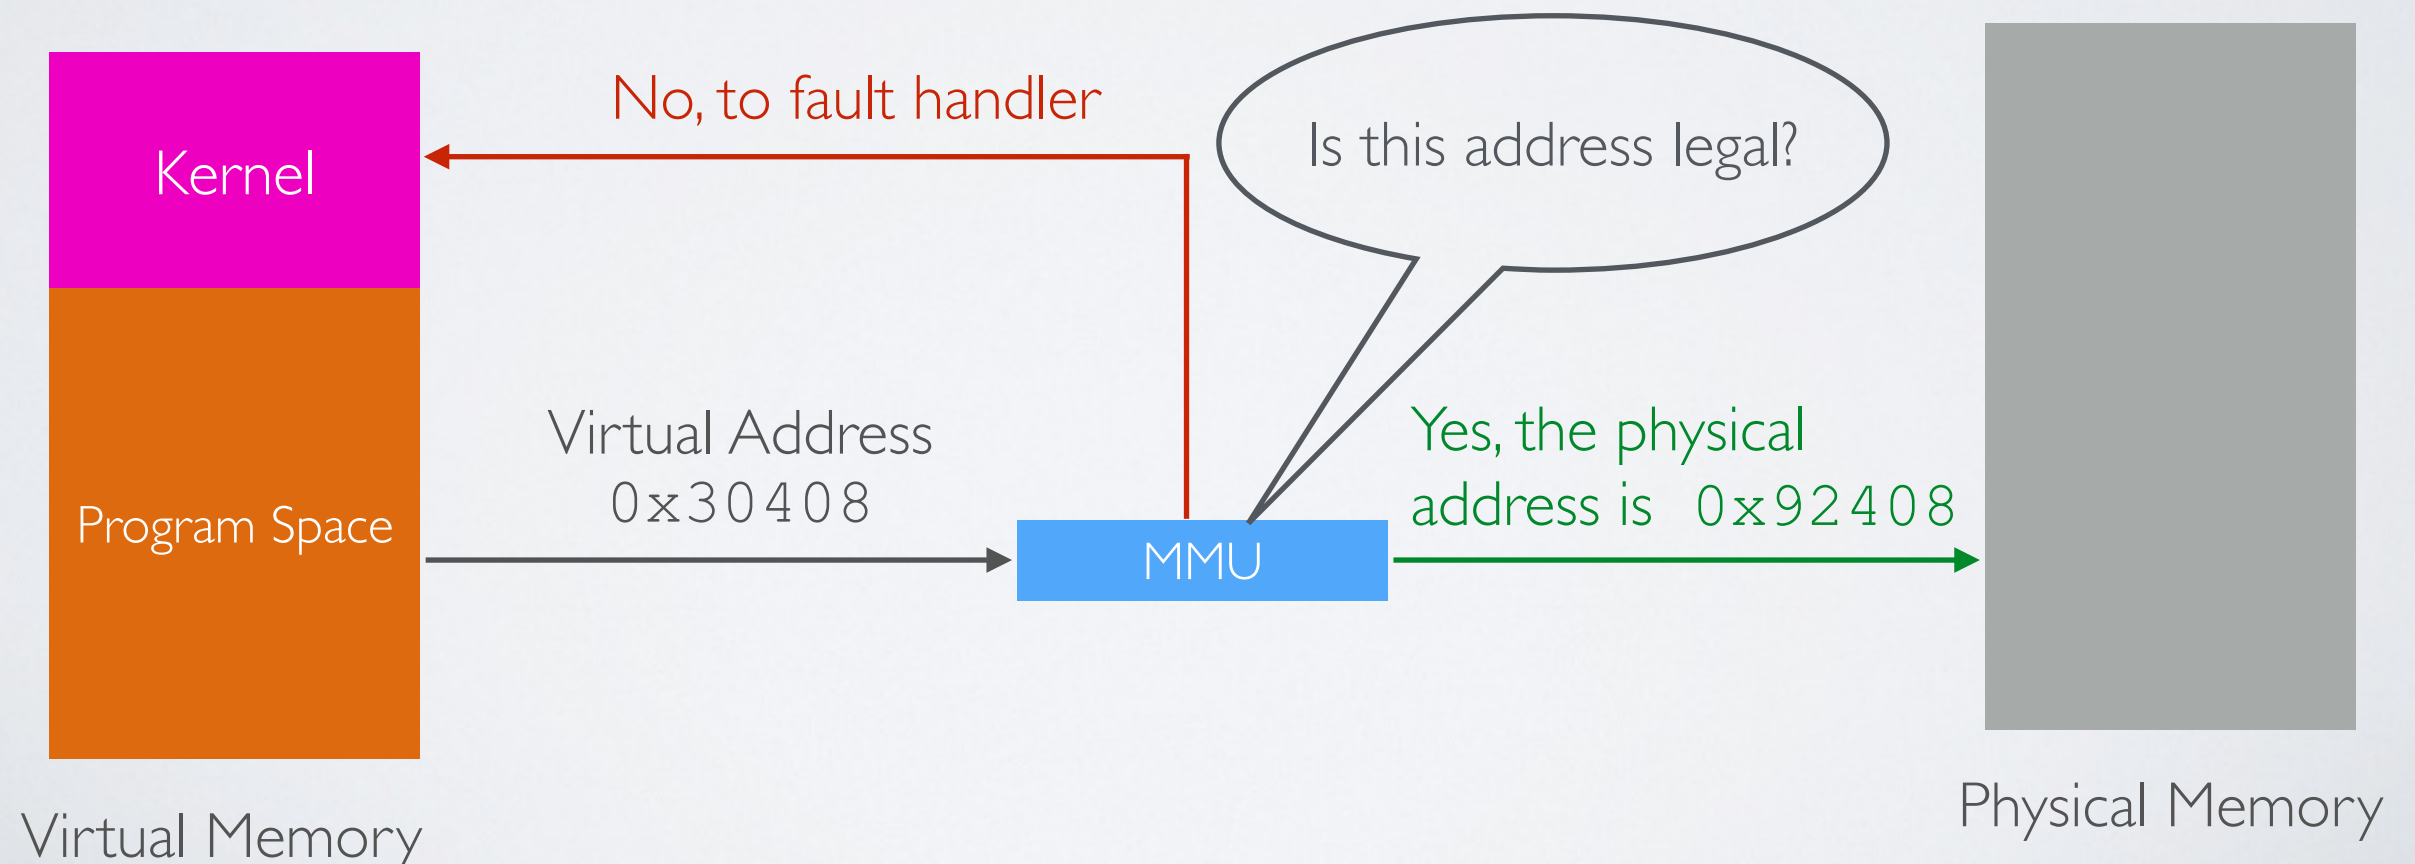 Kernel
Program Space
Virtual Memory
No, to fault handler
Virtual Address
0x30408
MMU
Is this address legal?
Yes, the physical
address is 0x92408
Physical Memory